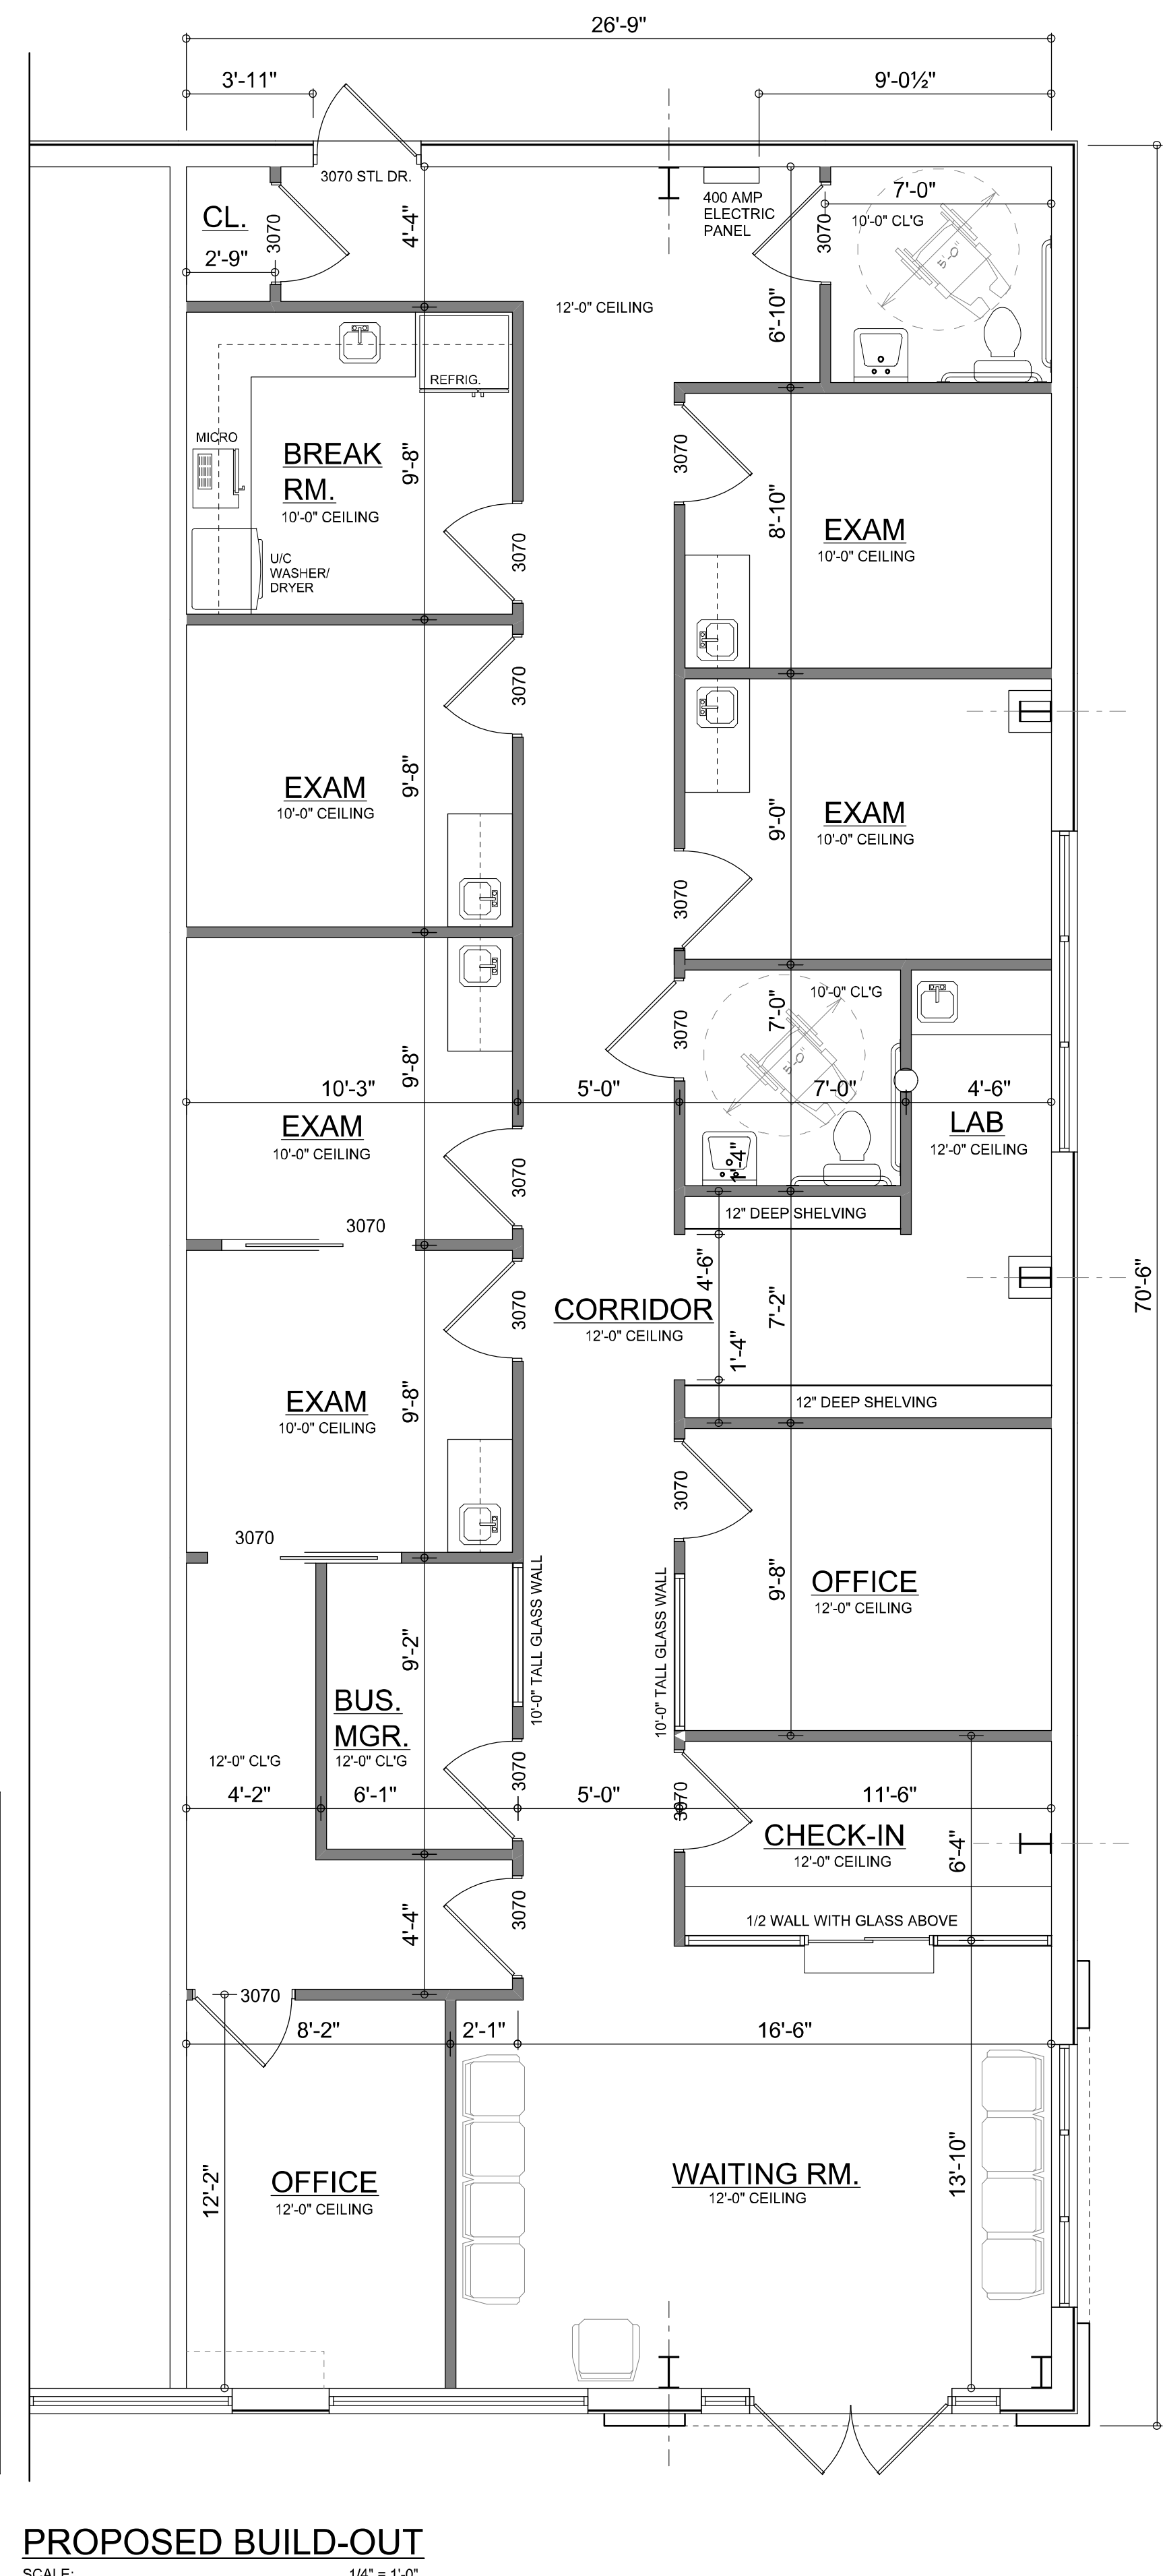 26'-9"
3'-11"
9'-0½"
3070 STL DR.
CL.
3070
2'-9"
4'-4"
400 AMP
ELECTRIC
PANEL
3070
7'-0"
10'-0" CL'G
5'-0"
12'-0" CEILING
6'-10"
REFRIG.
MICRO
BREAK
RM.
10'-0" CEILING
9'-8"
U/C
WASHER/
DRYER
3070
3070
8'-10"
EXAM
10'-0" CEILING
3070
EXAM
10'-0" CEILING
9'-8"
9'-0"
EXAM
10'-0" CEILING
3070
9'-8"
3070
7'-0"
10'-0" CL'G
5'-0"
10'-3"
5'-0"
7'-0"
4'-6"
EXAM
10'-0" CEILING
LAB
12'-0" CEILING
3070
1'-4"
12" DEEP SHELVING
3070
3070
4'-6"
7'-2"
70'-6"
CORRIDOR
12'-0" CEILING
1'-4"
EXAM
10'-0" CEILING
9'-8"
12" DEEP SHELVING
3070
3070
10'-0" TALL GLASS WALL
10'-0" TALL GLASS WALL
9'-8"
OFFICE
12'-0" CEILING
9'-2"
BUS.
MGR.
12'-0" CL'G
12'-0" CL'G
3070
3070
4'-2"
6'-1"
5'-0"
11'-6"
CHECK-IN
12'-0" CEILING
6'-4"
4'-4"
3070
1/2 WALL WITH GLASS ABOVE
3070
8'-2"
2'-1"
16'-6"
12'-2"
OFFICE
12'-0" CEILING
WAITING RM.
12'-0" CEILING
13'-10"
PROPOSED BUILD-OUT
SCALE: 1/4" = 1'-0"